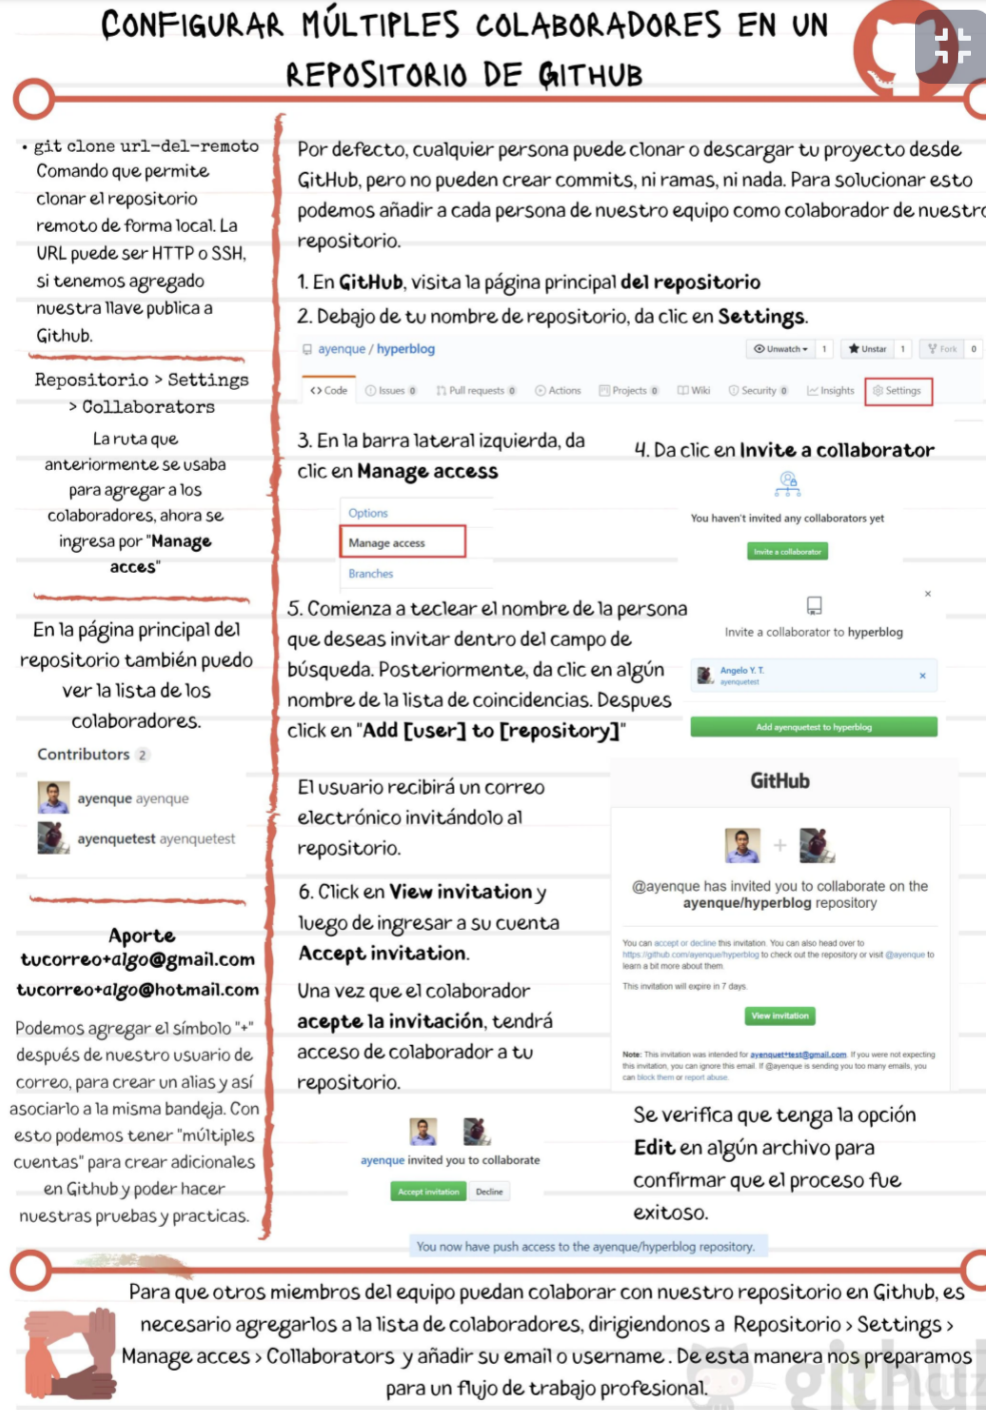 CONFIGURAR MÚLTIPLES COLABORADORES EN UN
REPOSITORIO DE GITHUB
• git clone url-del-remoto
Comando que permite
clonar el repositorio
remoto de forma local. La
URL puede ser HTTP o SSH,
si tenemos agregado
nuestra llave publica a
Github.
Repositorio > Settings
> Collaborators
La ruta que
anteriormente se usaba
para agregar a los
colaboradores, ahora se
ingresa por "Manage
acces"
En la página principal del
repositorio también puedo
ver la lista de los
colaboradores.
Contributors 2
ayenque ayenque
ayenquetest ayenquetest
Aporte
tucorreo+algo@gmail.com
tucorreo+algo@hotmail.com
Podemos agregar el símbolo "+"
después de nuestro usuario de
correo, para crear un alias y así
asociarlo a la misma bandeja. Con
esto podemos tener "múltiples
cuentas" para crear adicionales
en Github y poder hacer
nuestras pruebas y practicas.
Por defecto, cualquier persona puede clonar o descargar tu proyecto desde
GitHub, pero no pueden crear commits, ni ramas, ni nada. Para solucionar esto
podemos añadir a cada persona de nuestro equipo como colaborador de nuestro
repositorio.
1. En GitHub, visita la página principal del repositorio
2. Debajo de tu nombre de repositorio, da clic en Settings.
ayenque / hyperblog
Unwatch 1
Unstar 1
Fork 0
Code
Issues 0
Pull requests 0
Actions
Projects 0
Wiki
Security 0
Insights
Settings
3. En la barra lateral izquierda, da
clic en Manage access
Options
Manage access
Branches
4. Da clic en Invite a collaborator
You haven't invited any collaborators yet
Invite a collaborator
5. Comienza a teclear el nombre de la persona
que deseas invitar dentro del campo de
búsqueda. Posteriormente, da clic en algún
nombre de la lista de coincidencias. Despues
click en "Add [user] to [repository]"
×
Invite a collaborator to hyperblog
Angelo Y. T.
ayenquetest
×
Add ayenquetest to hyperblog
El usuario recibirá un correo
electrónico invitándolo al
repositorio.
6. Click en View invitation y
luego de ingresar a su cuenta
Accept invitation.
Una vez que el colaborador
acepte la invitación, tendrá
acceso de colaborador a tu
repositorio.
GitHub
+
@ayenque has invited you to collaborate on the
ayenque/hyperblog repository
You can accept or decline this invitation. You can also head over to
https://github.com/ayenque/hyperblog to check out the repository or visit @ayenque to
learn a bit more about them.
This invitation will expire in 7 days.
View invitation
Note: This invitation was intended for ayenquet+test@gmail.com. If you were not expecting
this invitation, you can ignore this email. If @ayenque is sending you too many emails, you
can block them or report abuse.
ayenque invited you to collaborate
Accept invitation
Decline
Se verifica que tenga la opción
Edit en algún archivo para
confirmar que el proceso fue
exitoso.
You now have push access to the ayenque/hyperblog repository.
Para que otros miembros del equipo puedan colaborar con nuestro repositorio en Github, es
necesario agregarlos a la lista de colaboradores, dirigiendonos a Repositorio > Settings >
Manage acces > Collaborators y añadir su email o username. De esta manera nos preparamos
para un flujo de trabajo profesional.